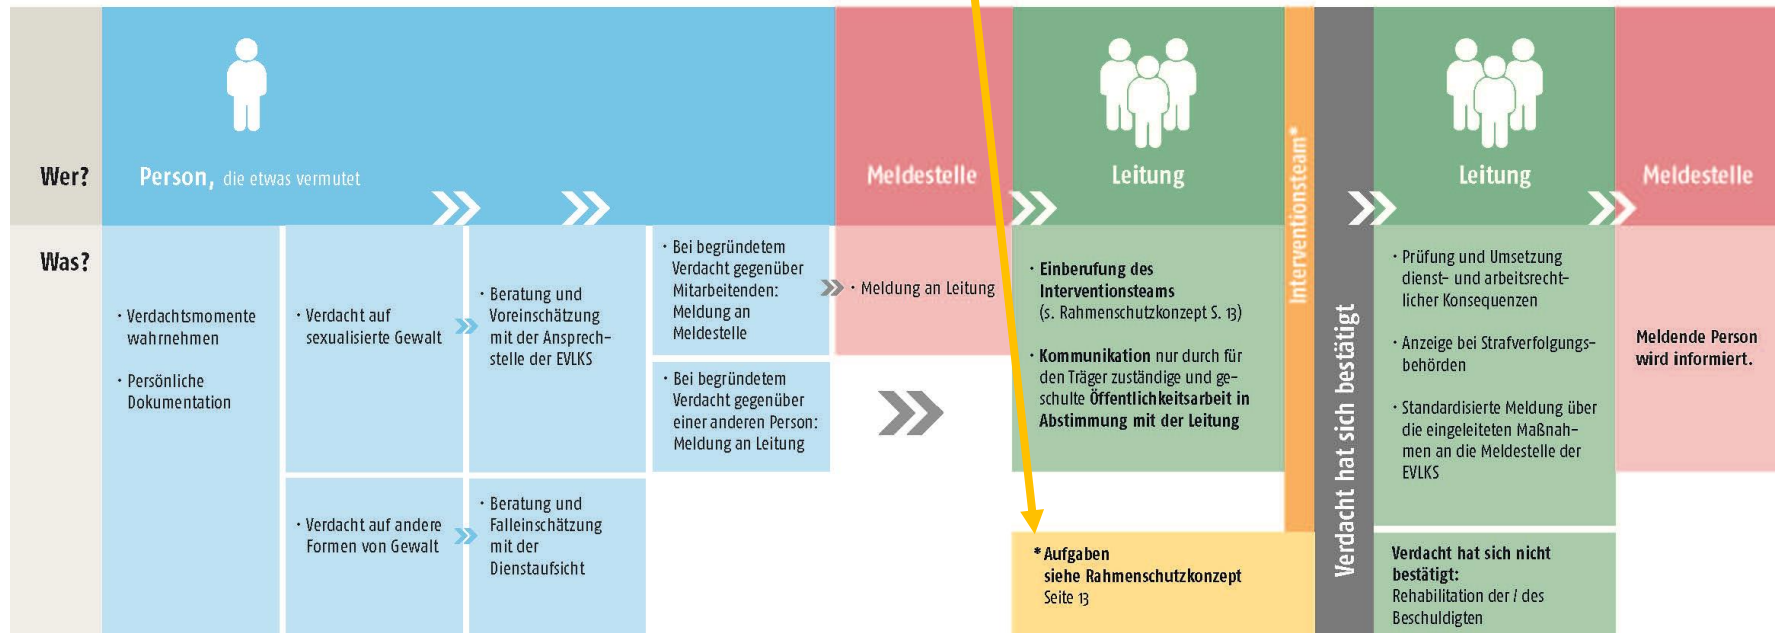 Wer?
Person, die etwas vermutet
Meldestelle
Leitung
Interventionsteam*
Leitung
Meldestelle
Was?
· Verdachtsmomente
wahrnehmen
· Persönliche
Dokumentation
· Verdacht auf
sexualisierte Gewalt
· Verdacht auf andere
Formen von Gewalt
· Beratung und
Voreinschätzung
mit der Ansprech-
stelle der EVLKS
· Beratung und
Falleinschätzung
mit der
Dienstaufsicht
· Bei begründetem
Verdacht gegenüber
Mitarbeitenden:
Meldung an
Meldestelle
· Bei begründetem
Verdacht gegenüber
einer anderen Person:
Meldung an Leitung
· Meldung an Leitung
· Einberufung des
Interventionsteams
(s. Rahmenschutzkonzept S. 13)
· Kommunikation nur durch für
den Träger zuständige und ge-
schulte Öffentlichkeitsarbeit in
Abstimmung mit der Leitung
* Aufgaben
siehe Rahmenschutzkonzept
Seite 13
Verdacht hat sich bestätigt
· Prüfung und Umsetzung
dienst- und arbeitsrecht-
licher Konsequenzen
· Anzeige bei Strafverfolgungs-
behörden
· Standardisierte Meldung über
die eingeleiteten Maßnah-
men an die Meldestelle der
EVLKS
Verdacht hat sich nicht
bestätigt:
Rehabilitation der / des
Beschuldigten
Meldende Person
wird informiert.